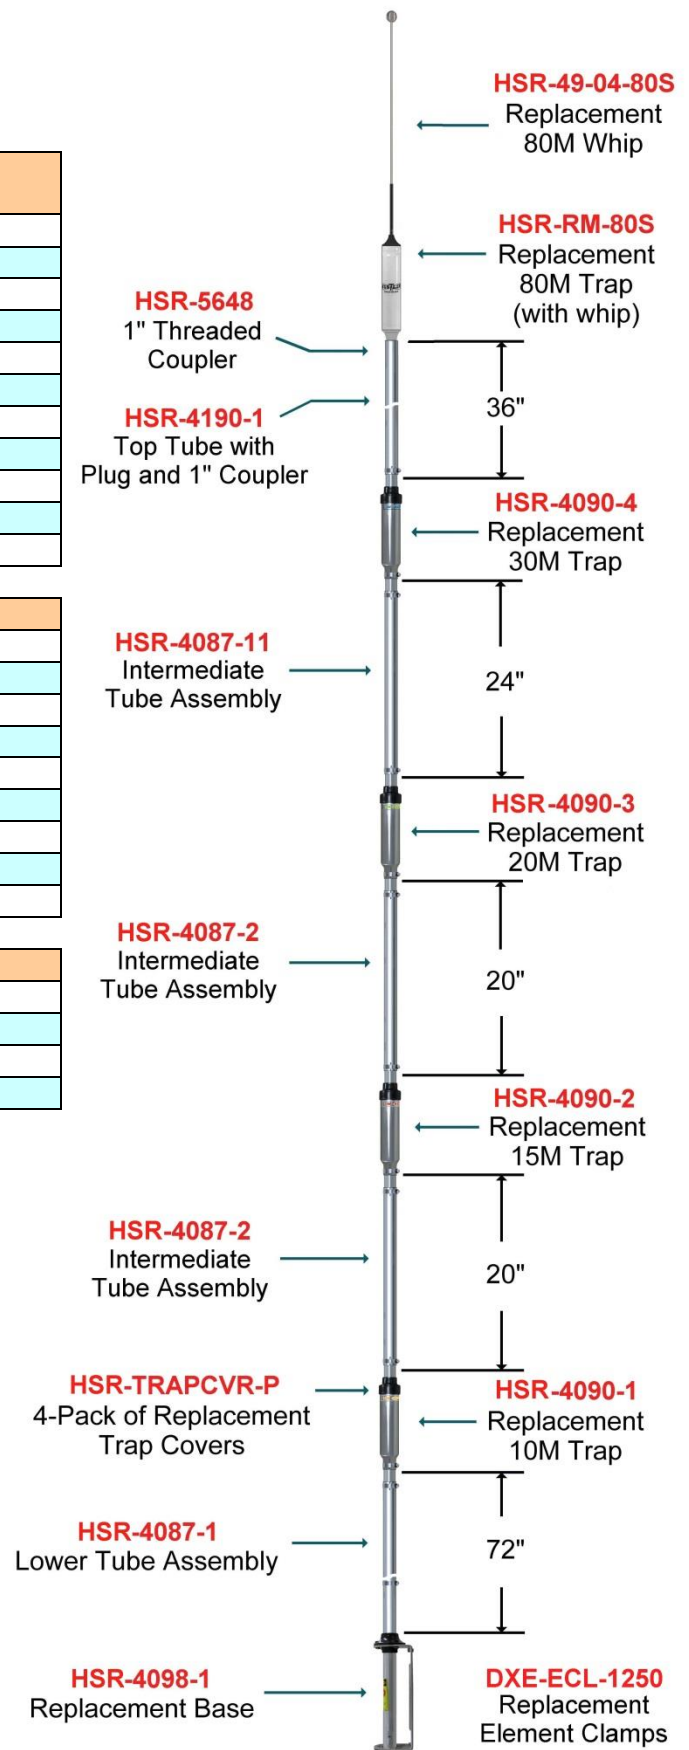 HSR-49-04-80S
Replacement
80M Whip
HSR-RM-80S
Replacement
80M Trap
(with whip)
HSR-5648
1" Threaded
Coupler
36"
HSR-4190-1
Top Tube with
Plug and 1" Coupler
HSR-4090-4
Replacement
30M Trap
HSR-4087-11
Intermediate
Tube Assembly
24"
HSR-4090-3
Replacement
20M Trap
HSR-4087-2
Intermediate
Tube Assembly
20"
HSR-4090-2
Replacement
15M Trap
HSR-4087-2
Intermediate
Tube Assembly
20"
HSR-TRAPCVR-P
4-Pack of Replacement
Trap Covers
HSR-4090-1
Replacement
10M Trap
HSR-4087-1
Lower Tube Assembly
72"
HSR-4098-1
Replacement Base
DXE-ECL-1250
Replacement
Element Clamps